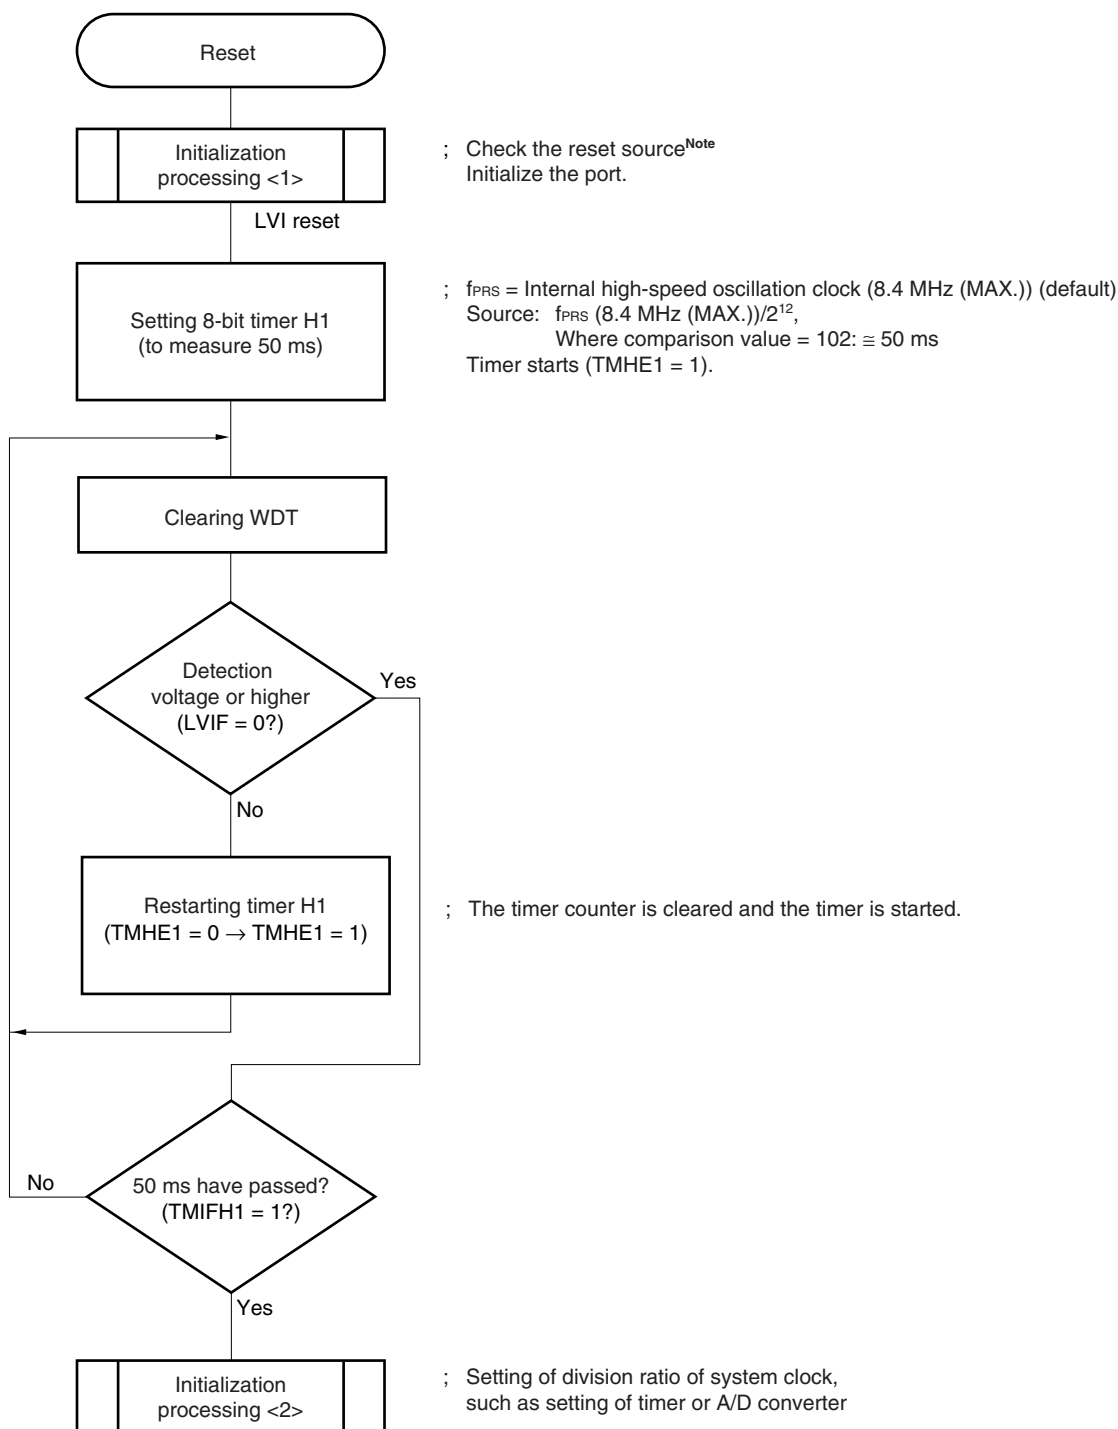 Reset
Initialization
processing <1>
; Check the reset sourceNote
Initialize the port.
LVI reset
Setting 8-bit timer H1
(to measure 50 ms)
; fPRS = Internal high-speed oscillation clock (8.4 MHz (MAX.)) (default)
Source: fPRS (8.4 MHz (MAX.))/2¹²,
Where comparison value = 102: ≅ 50 ms
Timer starts (TMHE1 = 1).
Clearing WDT
Detection
voltage or higher
(LVIF = 0?)
Yes
No
Restarting timer H1
(TMHE1 = 0 → TMHE1 = 1)
; The timer counter is cleared and the timer is started.
No
50 ms have passed?
(TMIFH1 = 1?)
Yes
Initialization
processing <2>
; Setting of division ratio of system clock,
such as setting of timer or A/D converter